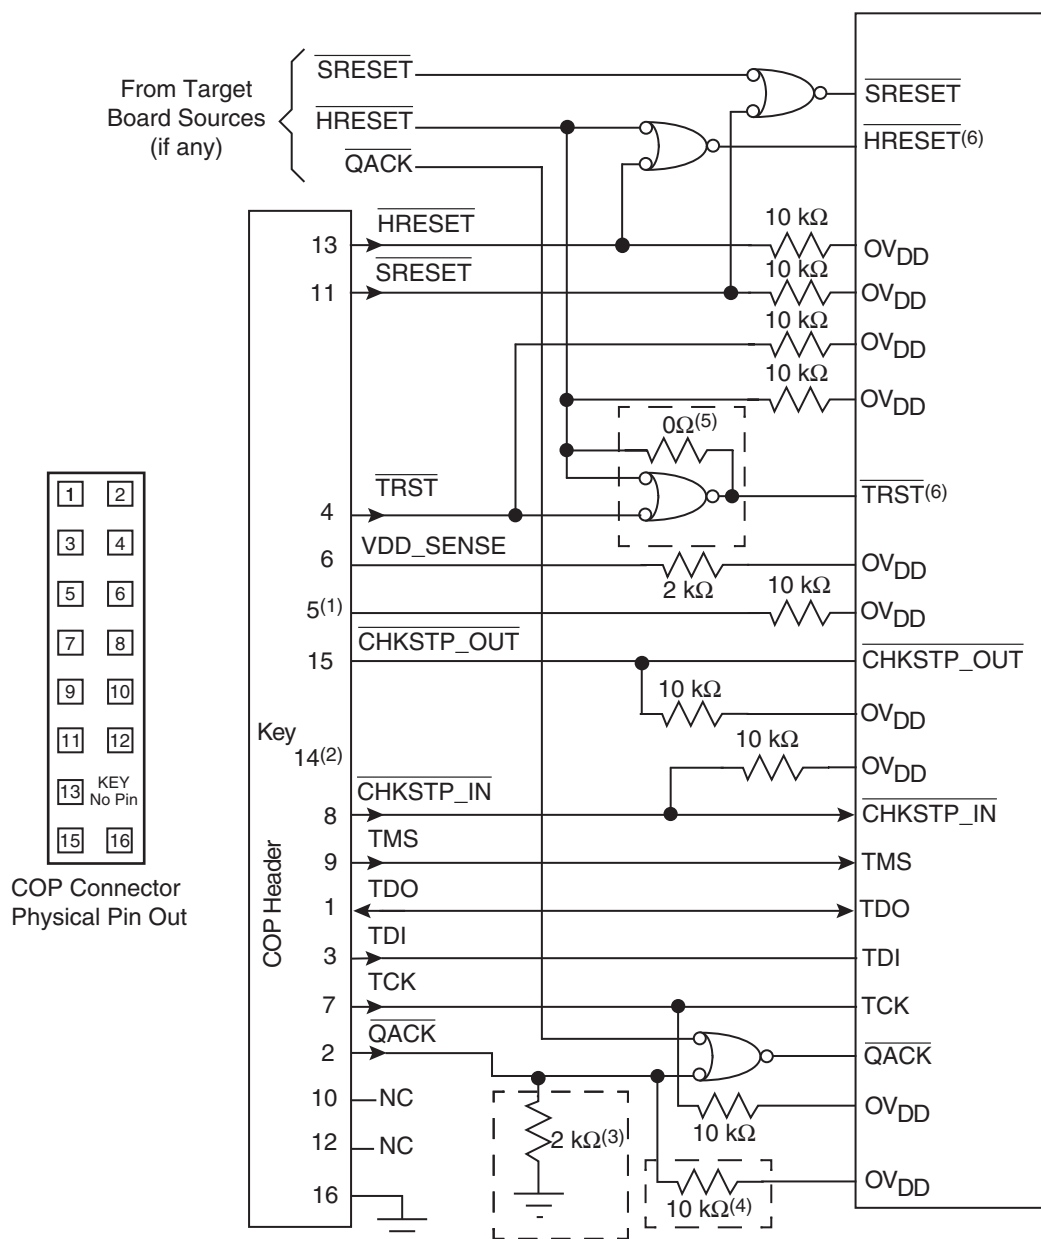 From Target
Board Sources
(if any)
SRESET
HRESET
QACK
SRESET
HRESET(6)
13
HRESET
10 kΩ
OVDD
11
SRESET
10 kΩ
OVDD
10 kΩ
OVDD
10 kΩ
OVDD
0Ω(5)
4
TRST
TRST(6)
6
VDD_SENSE
2 kΩ
OVDD
5(1)
10 kΩ
OVDD
15
CHKSTP_OUT
CHKSTP_OUT
10 kΩ
OVDD
Key
14(2)
10 kΩ
OVDD
8
CHKSTP_IN
CHKSTP_IN
9
TMS
TMS
1
TDO
TDO
3
TDI
TDI
7
TCK
TCK
2
QACK
QACK
10
NC
10 kΩ
OVDD
12
NC
2 kΩ(3)
10 kΩ(4)
OVDD
16
COP Header
1 2
3 4
5 6
7 8
9 10
11 12
13 KEY
No Pin
15 16
COP Connector
Physical Pin Out